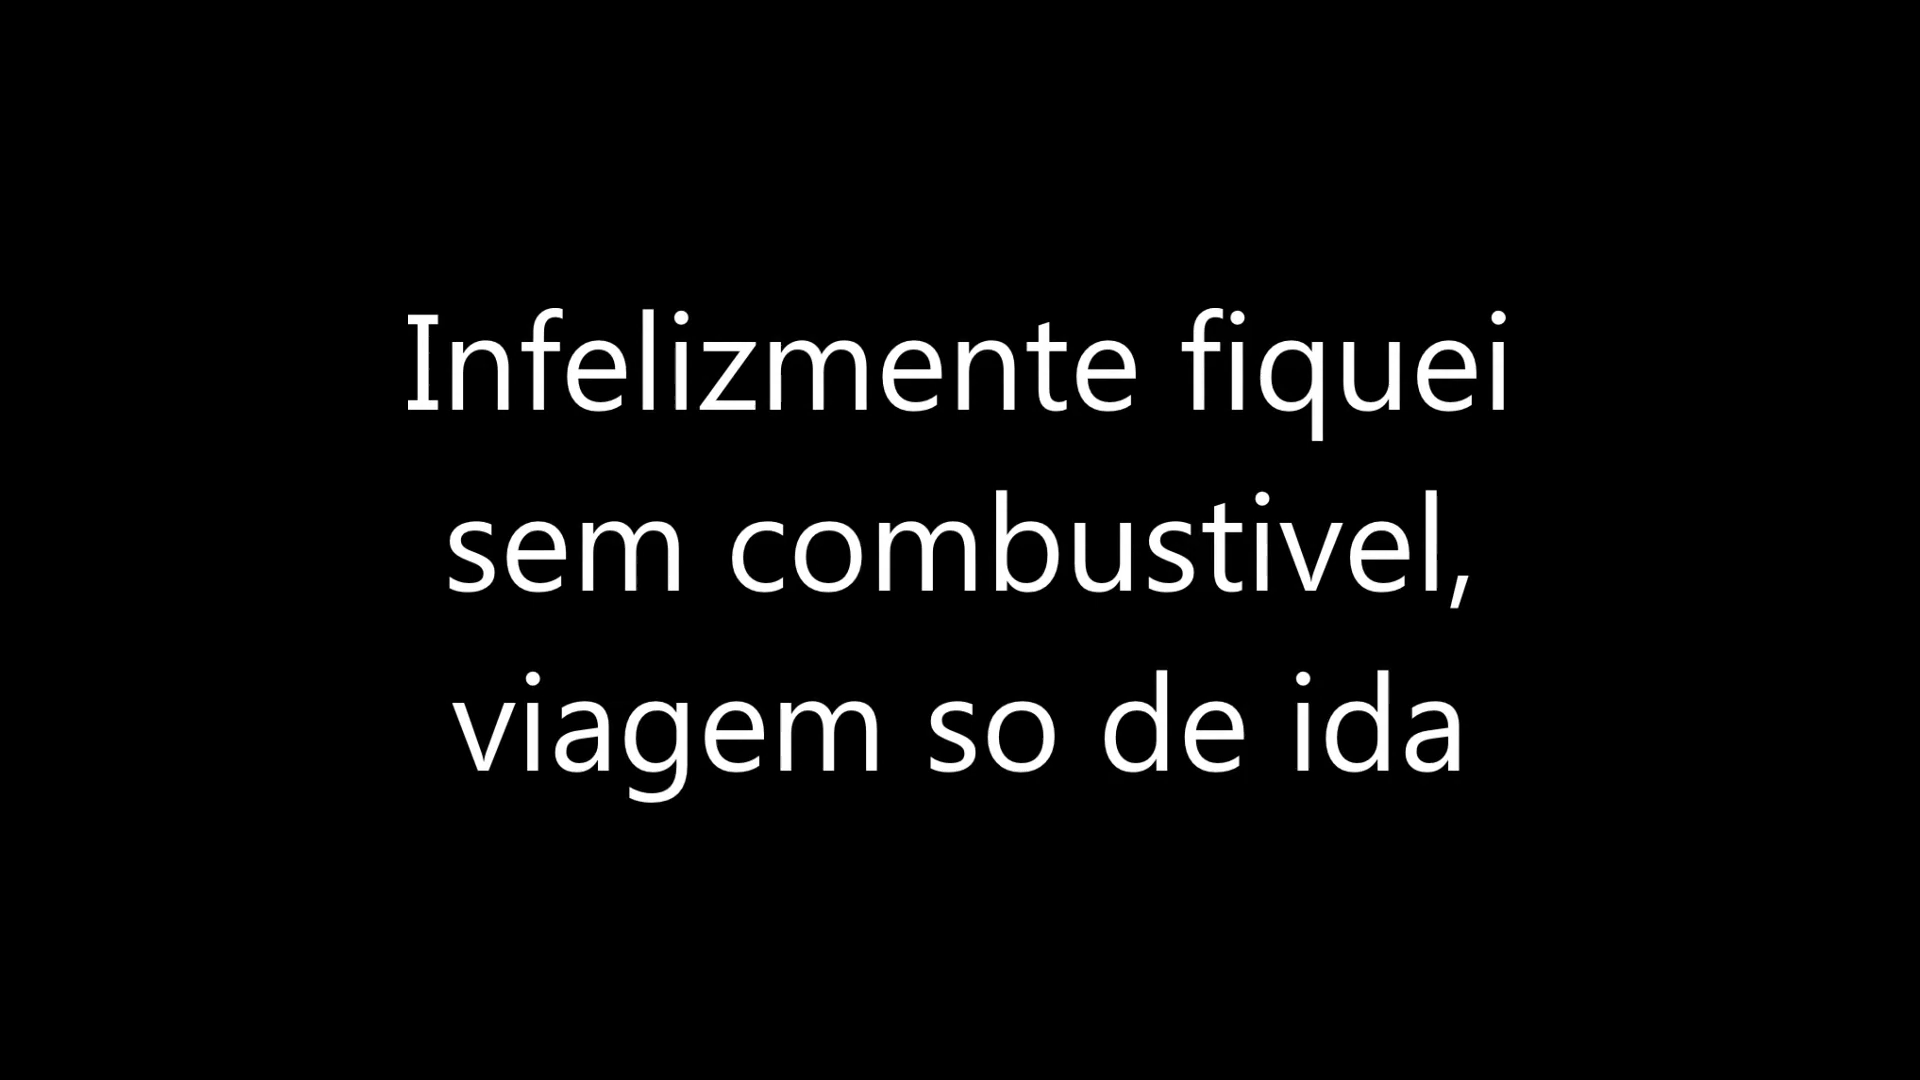 Infelizmente fiquei
sem combustivel,
viagem so de ida